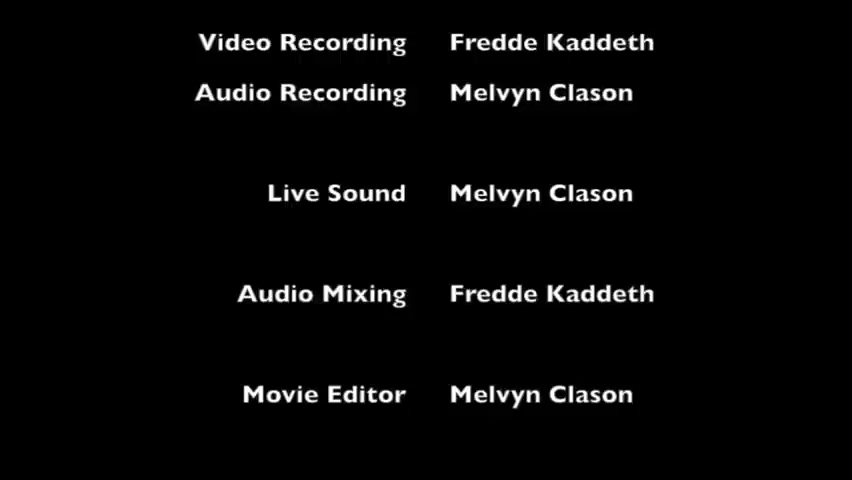 Video Recording Fredde Kaddeth
Audio Recording Melvyn Clason
Live Sound Melvyn Clason
Audio Mixing Fredde Kaddeth
Movie Editor Melvyn Clason